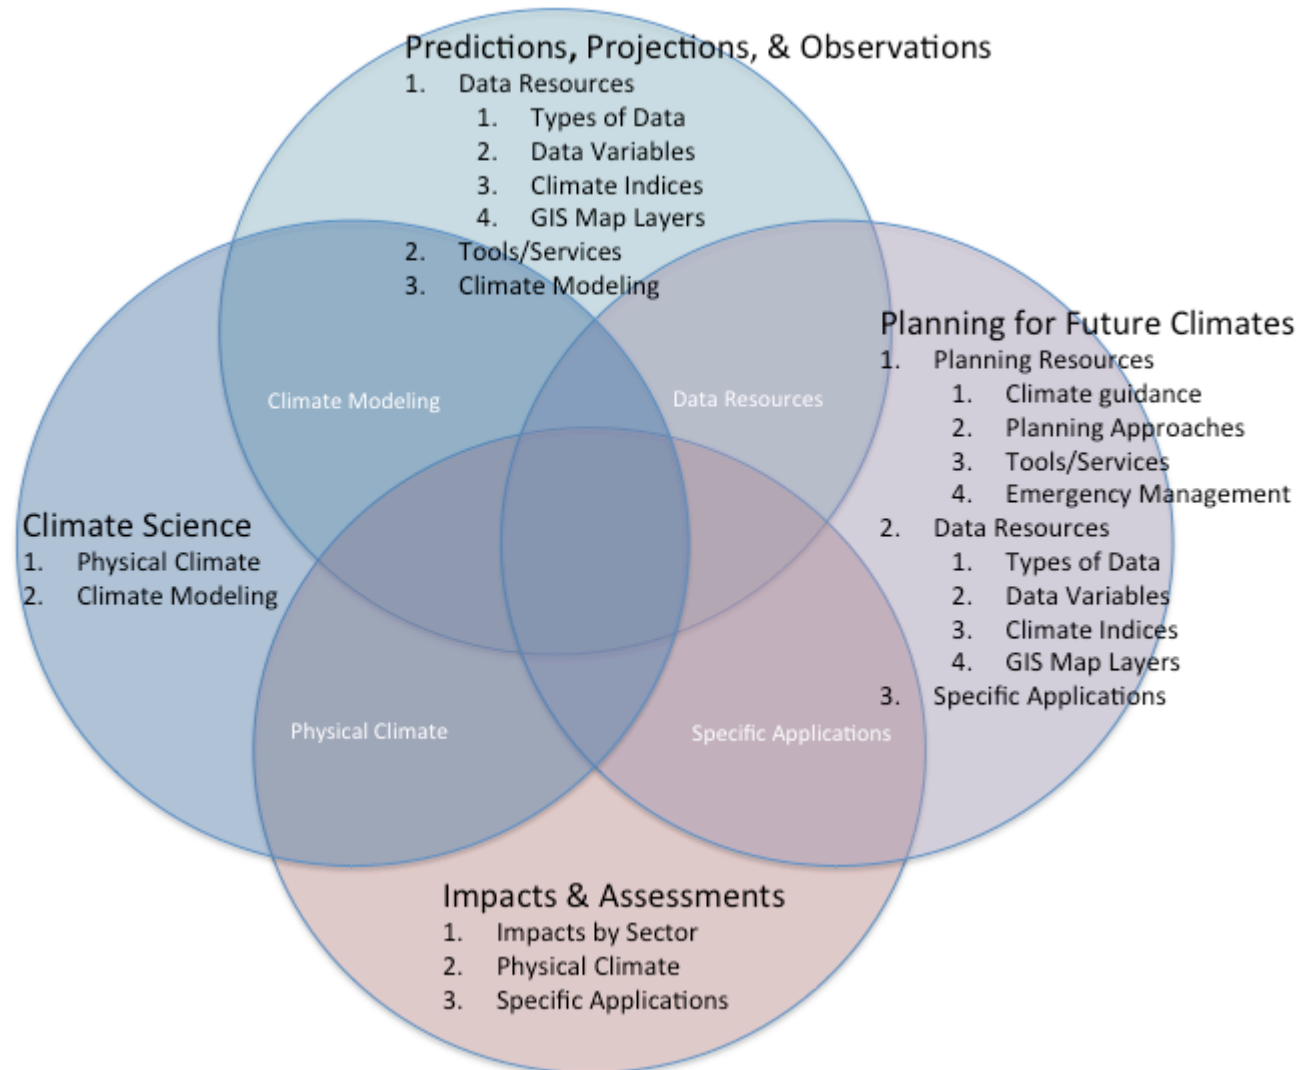 Predictions, Projections, & Observations
1. Data Resources
1. Types of Data
2. Data Variables
3. Climate Indices
4. GIS Map Layers
2. Tools/Services
3. Climate Modeling
Planning for Future Climates
1. Planning Resources
1. Climate guidance
2. Planning Approaches
3. Tools/Services
4. Emergency Management
2. Data Resources
1. Types of Data
2. Data Variables
3. Climate Indices
4. GIS Map Layers
3. Specific Applications
Climate Modeling
Data Resources
Climate Science
1. Physical Climate
2. Climate Modeling
Physical Climate
Specific Applications
Impacts & Assessments
1. Impacts by Sector
2. Physical Climate
3. Specific Applications